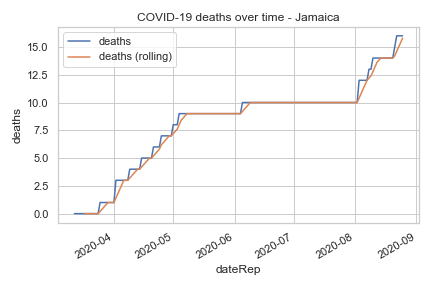 COVID-19 deaths over time - Jamaica
deaths
deaths (rolling)
deaths
15.0
12.5
10.0
7.5
5.0
2.5
0.0
2020-04
2020-05
2020-06
2020-07
2020-08
2020-09
dateRep